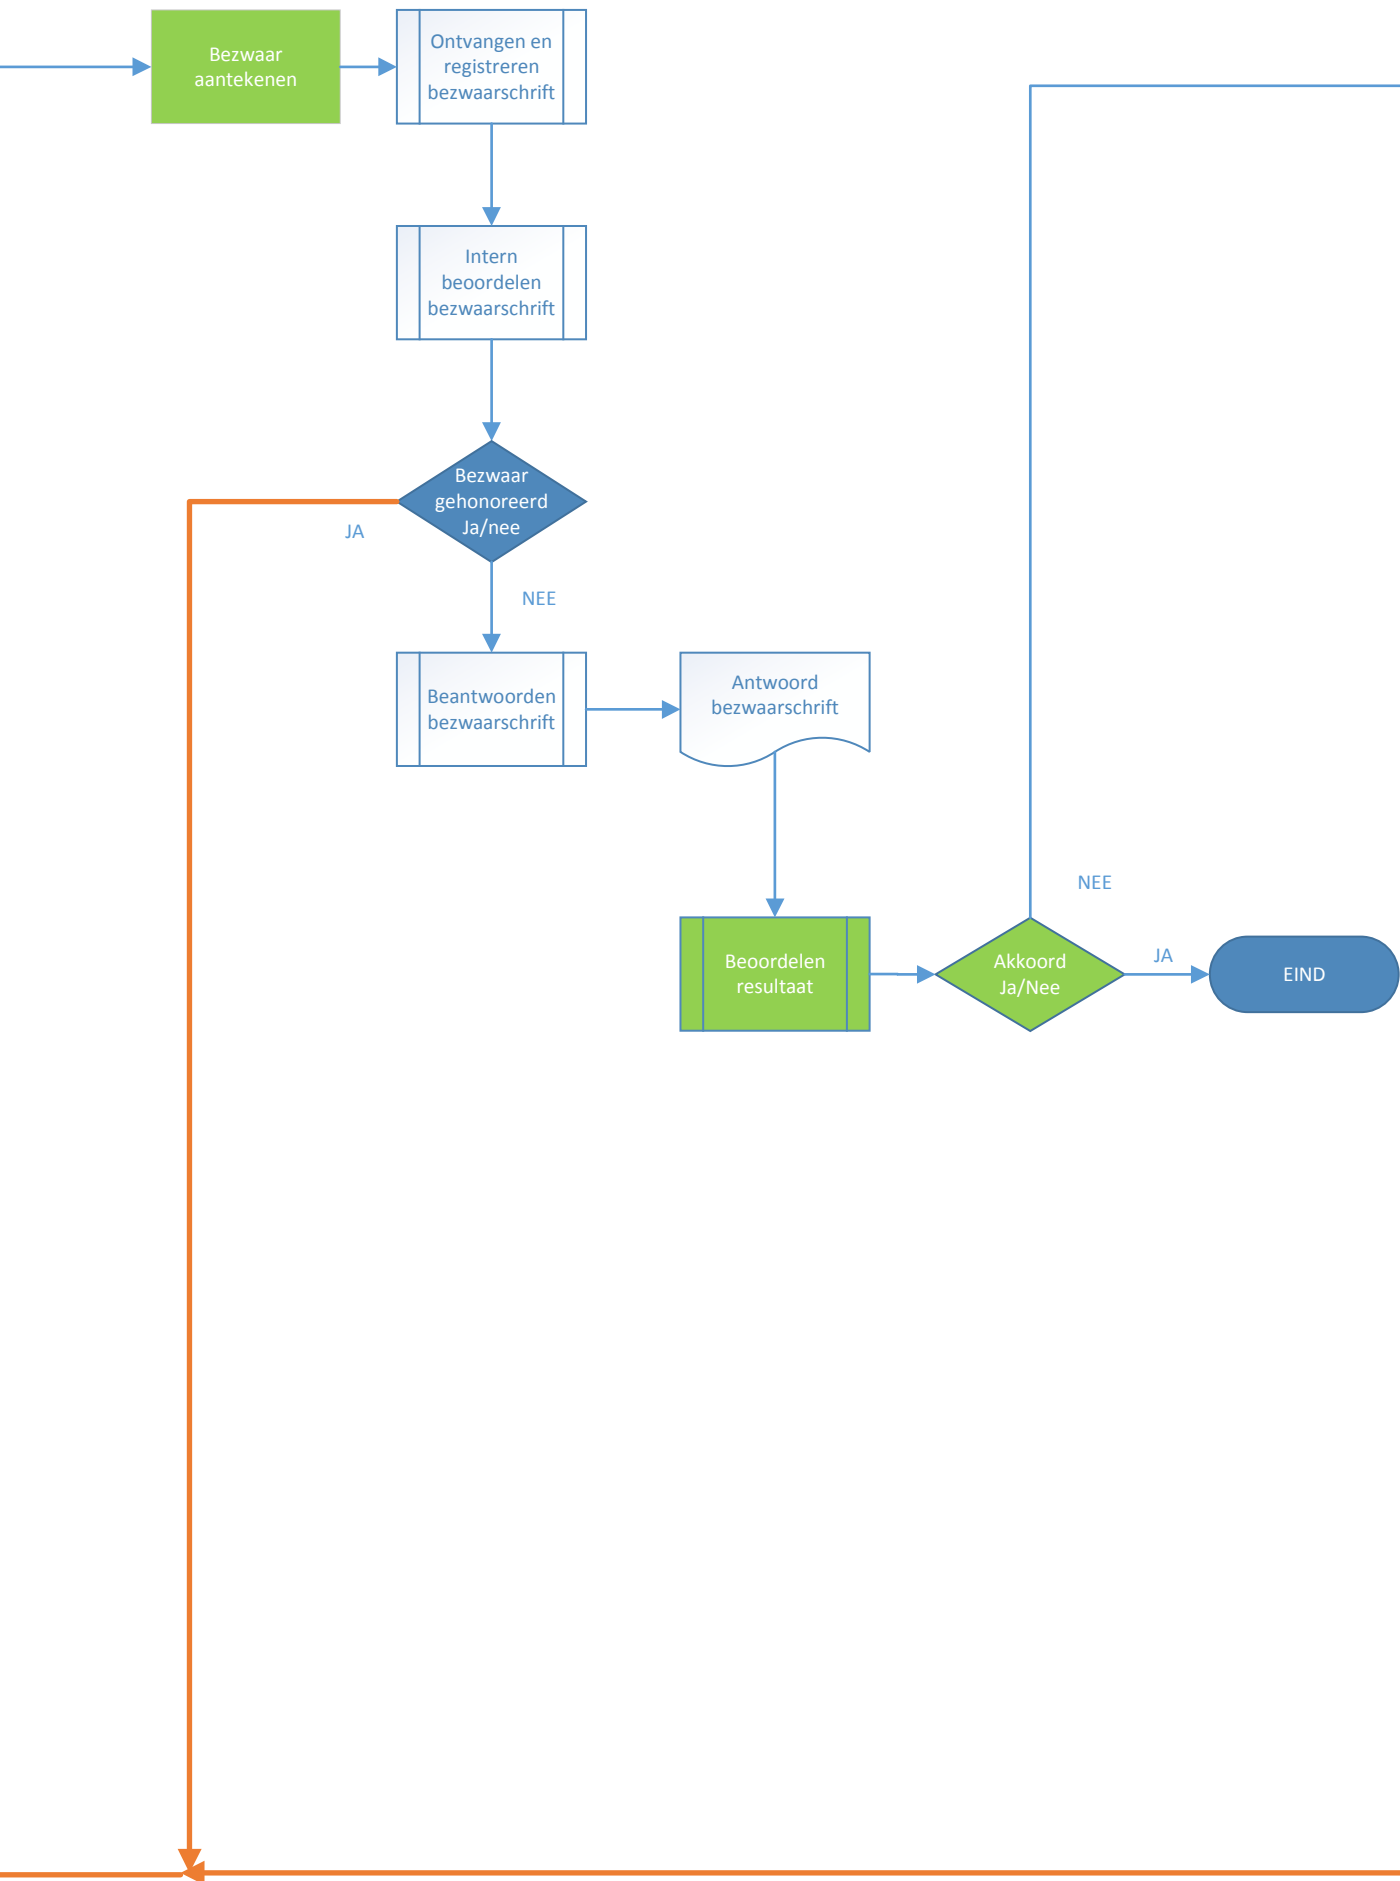 Bezwaar
aantekenen
Ontvangen en
registreren
bezwaarschrift
Intern
beoordelen
bezwaarschrift
Bezwaar
gehonoreerd
Ja/nee
JA
NEE
Beantwoorden
bezwaarschrift
Antwoord
bezwaarschrift
Beoordelen
resultaat
Akkoord
Ja/Nee
NEE
JA
EIND